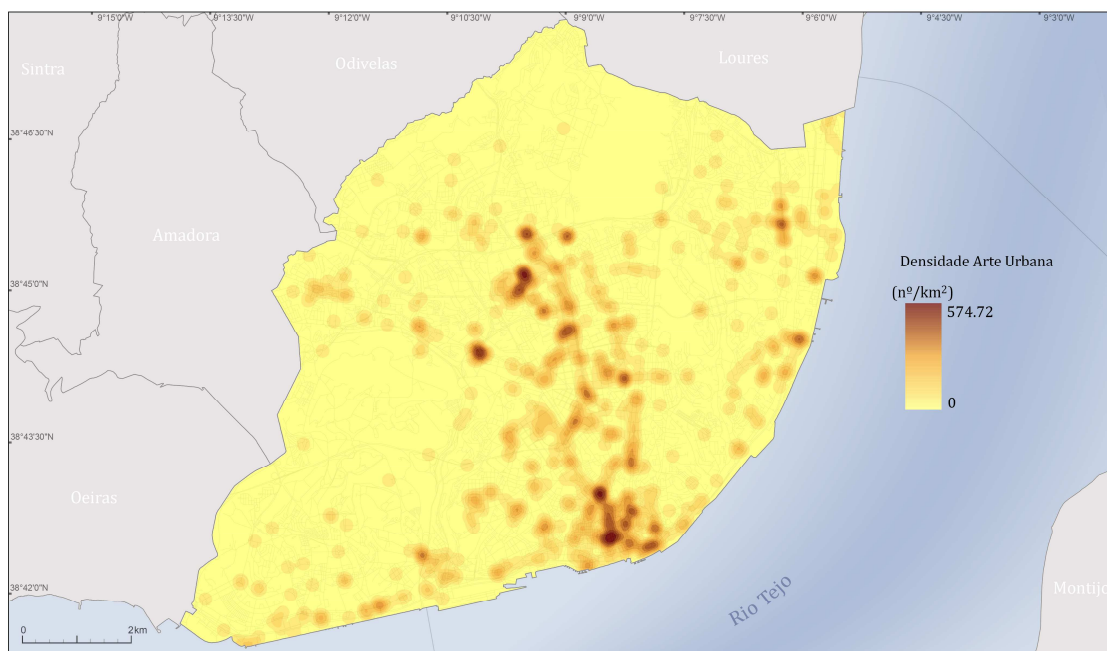 9°15'0"W 9°13'30"W 9°12'0"W 9°10'30"W 9°9'0"W 9°7'30"W 9°6'0"W 9°4'30"W 9°3'0"W
Sintra
Odivelas
Loures
38°46'30"N
Amadora
38°45'0"N
Densidade Arte Urbana
(nº/km²)
574.72
0
38°43'30"N
Oeiras
38°42'0"N
Rio Tejo
Montijo
0 2km